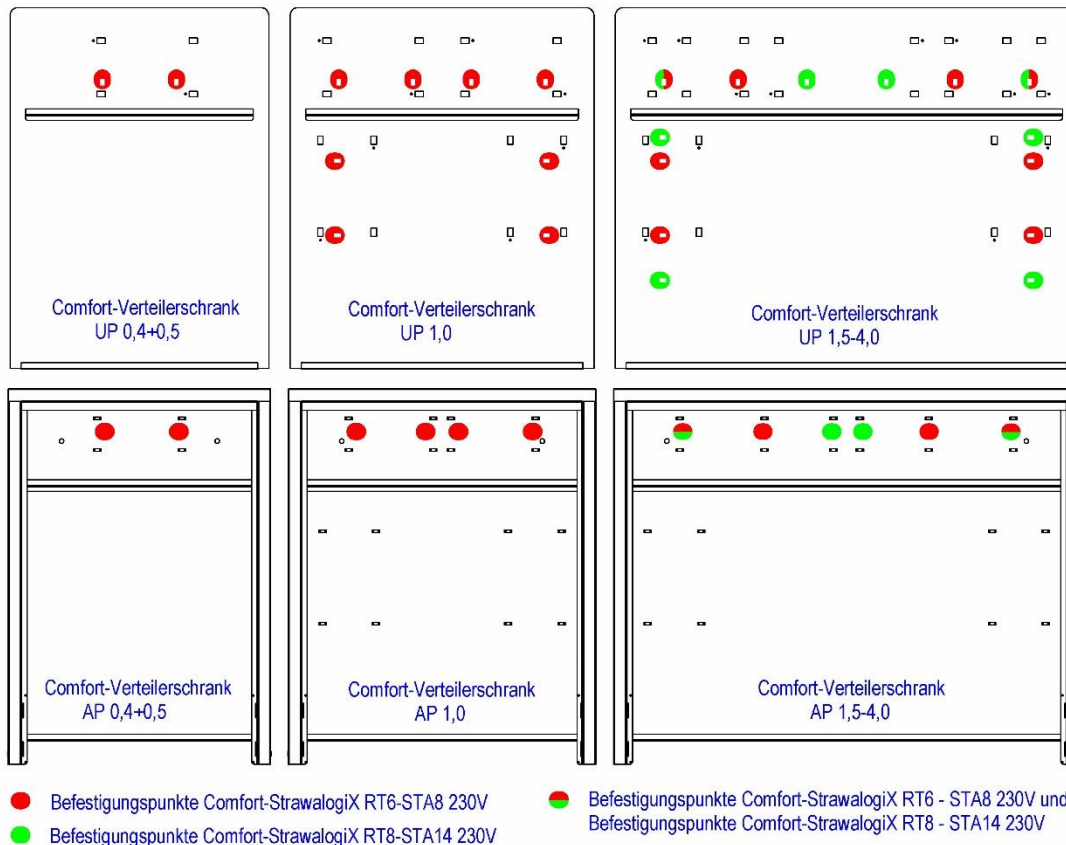 Comfort-Verteilerschrank
UP 0,4+0,5
Comfort-Verteilerschrank
UP 1,0
Comfort-Verteilerschrank
UP 1,5-4,0
Comfort-Verteilerschrank
AP 0,4+0,5
Comfort-Verteilerschrank
AP 1,0
Comfort-Verteilerschrank
AP 1,5-4,0
Befestigungspunkte Comfort-StrawalogiX RT6-STA8 230V
Befestigungspunkte Comfort-StrawalogiX RT8-STA14 230V
Befestigungspunkte Comfort-StrawalogiX RT6 - STA8 230V und
Befestigungspunkte Comfort-StrawalogiX RT8 - STA14 230V